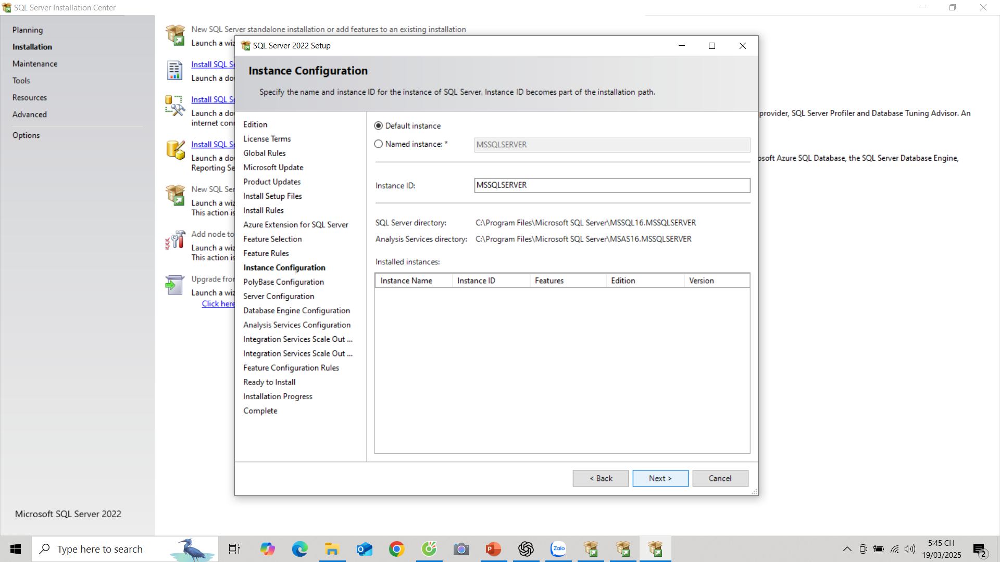 SQL Server Installation Center
Planning
Installation
Maintenance
Tools
Resources
Advanced
Options
Microsoft SQL Server 2022
New SQL Server standalone installation or add features to an existing installation
Launch a wiz
Install SQL Se
Launch a do
Install SQL Se
Launch a do
internet conn
provider, SQL Server Profiler and Database Tuning Advisor. An
Install SQL Se
Launch a do
Reporting Se
osoft Azure SQL Database, the SQL Server Database Engine,
New SQL Ser
Launch a wiz
This action is
Add node to
Launch a wiz
This action is
Upgrade from
Launch a wiz
Click here
SQL Server 2022 Setup
Instance Configuration
Specify the name and instance ID for the instance of SQL Server. Instance ID becomes part of the installation path.
Edition
License Terms
Global Rules
Microsoft Update
Product Updates
Install Setup Files
Install Rules
Azure Extension for SQL Server
Feature Selection
Feature Rules
Instance Configuration
PolyBase Configuration
Server Configuration
Database Engine Configuration
Analysis Services Configuration
Integration Services Scale Out ...
Integration Services Scale Out ...
Feature Configuration Rules
Ready to Install
Installation Progress
Complete
Default instance
Named instance: * MSSQLSERVER
Instance ID: MSSQLSERVER
SQL Server directory: C:\Program Files\Microsoft SQL Server\MSSQL16.MSSQLSERVER
Analysis Services directory: C:\Program Files\Microsoft SQL Server\MSAS16.MSSQLSERVER
Installed instances:
Instance Name Instance ID Features Edition Version
< Back Next > Cancel
Type here to search
Zalo
5:45 CH
19/03/2025
2